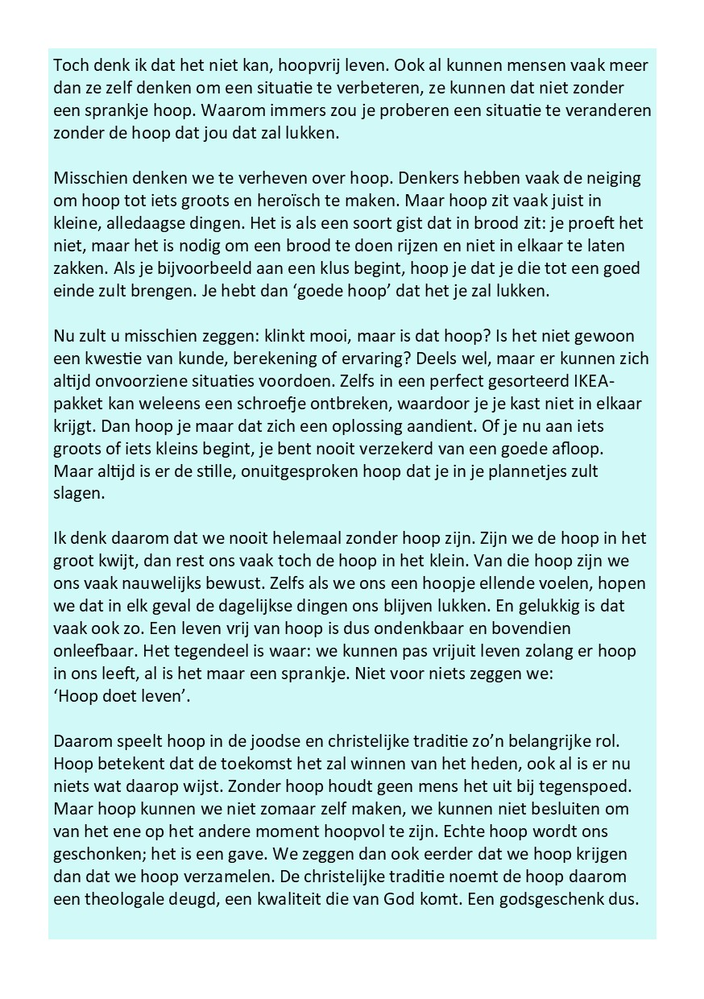 Toch denk ik dat het niet kan, hoopvrij leven. Ook al kunnen mensen vaak meer
dan ze zelf denken om een situatie te verbeteren, ze kunnen dat niet zonder
een sprankje hoop. Waarom immers zou je proberen een situatie te veranderen
zonder de hoop dat jou dat zal lukken.

Misschien denken we te verheven over hoop. Denkers hebben vaak de neiging
om hoop tot iets groots en heroïsch te maken. Maar hoop zit vaak juist in
kleine, alledaagse dingen. Het is als een soort gist dat in brood zit: je proeft het
niet, maar het is nodig om een brood te doen rijzen en niet in elkaar te laten
zakken. Als je bijvoorbeeld aan een klus begint, hoop je dat je die tot een goed
einde zult brengen. Je hebt dan ‘goede hoop’ dat het je zal lukken.

Nu zult u misschien zeggen: klinkt mooi, maar is dat hoop? Is het niet gewoon
een kwestie van kunde, berekening of ervaring? Deels wel, maar er kunnen zich
altijd onvoorziene situaties voordoen. Zelfs in een perfect gesorteerd IKEA-
pakket kan weleens een schroefje ontbreken, waardoor je je kast niet in elkaar
krijgt. Dan hoop je maar dat zich een oplossing aandient. Of je nu aan iets
groots of iets kleins begint, je bent nooit verzekerd van een goede afloop.
Maar altijd is er de stille, onuitgesproken hoop dat je in je plannetjes zult
slagen.

Ik denk daarom dat we nooit helemaal zonder hoop zijn. Zijn we de hoop in het
groot kwijt, dan rest ons vaak toch de hoop in het klein. Van die hoop zijn we
ons vaak nauwelijks bewust. Zelfs als we ons een hoopje ellende voelen, hopen
we dat in elk geval de dagelijkse dingen ons blijven lukken. En gelukkig is dat
vaak ook zo. Een leven vrij van hoop is dus ondenkbaar en bovendien
onleefbaar. Het tegendeel is waar: we kunnen pas vrijuit leven zolang er hoop
in ons leeft, al is het maar een sprankje. Niet voor niets zeggen we:
‘Hoop doet leven’.

Daarom speelt hoop in de joodse en christelijke traditie zo’n belangrijke rol.
Hoop betekent dat de toekomst het zal winnen van het heden, ook al is er nu
niets wat daarop wijst. Zonder hoop houdt geen mens het uit bij tegenspoed.
Maar hoop kunnen we niet zomaar zelf maken, we kunnen niet besluiten om
van het ene op het andere moment hoopvol te zijn. Echte hoop wordt ons
geschonken; het is een gave. We zeggen dan ook eerder dat we hoop krijgen
dan dat we hoop verzamelen. De christelijke traditie noemt de hoop daarom
een theologale deugd, een kwaliteit die van God komt. Een godsgeschenk dus.